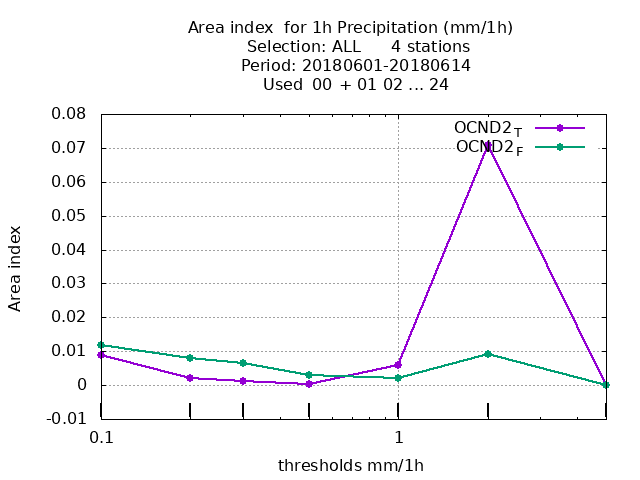 Area index  for 1h Precipitation (mm/1h)
Selection: ALL      4 stations
Period: 20180601-20180614
Used  00  + 01 02 ... 24
OCND2T
OCND2F
0.08
0.07
0.06
0.05
0.04
0.03
0.02
0.01
0
-0.01
Area index
0.1
1
thresholds mm/1h